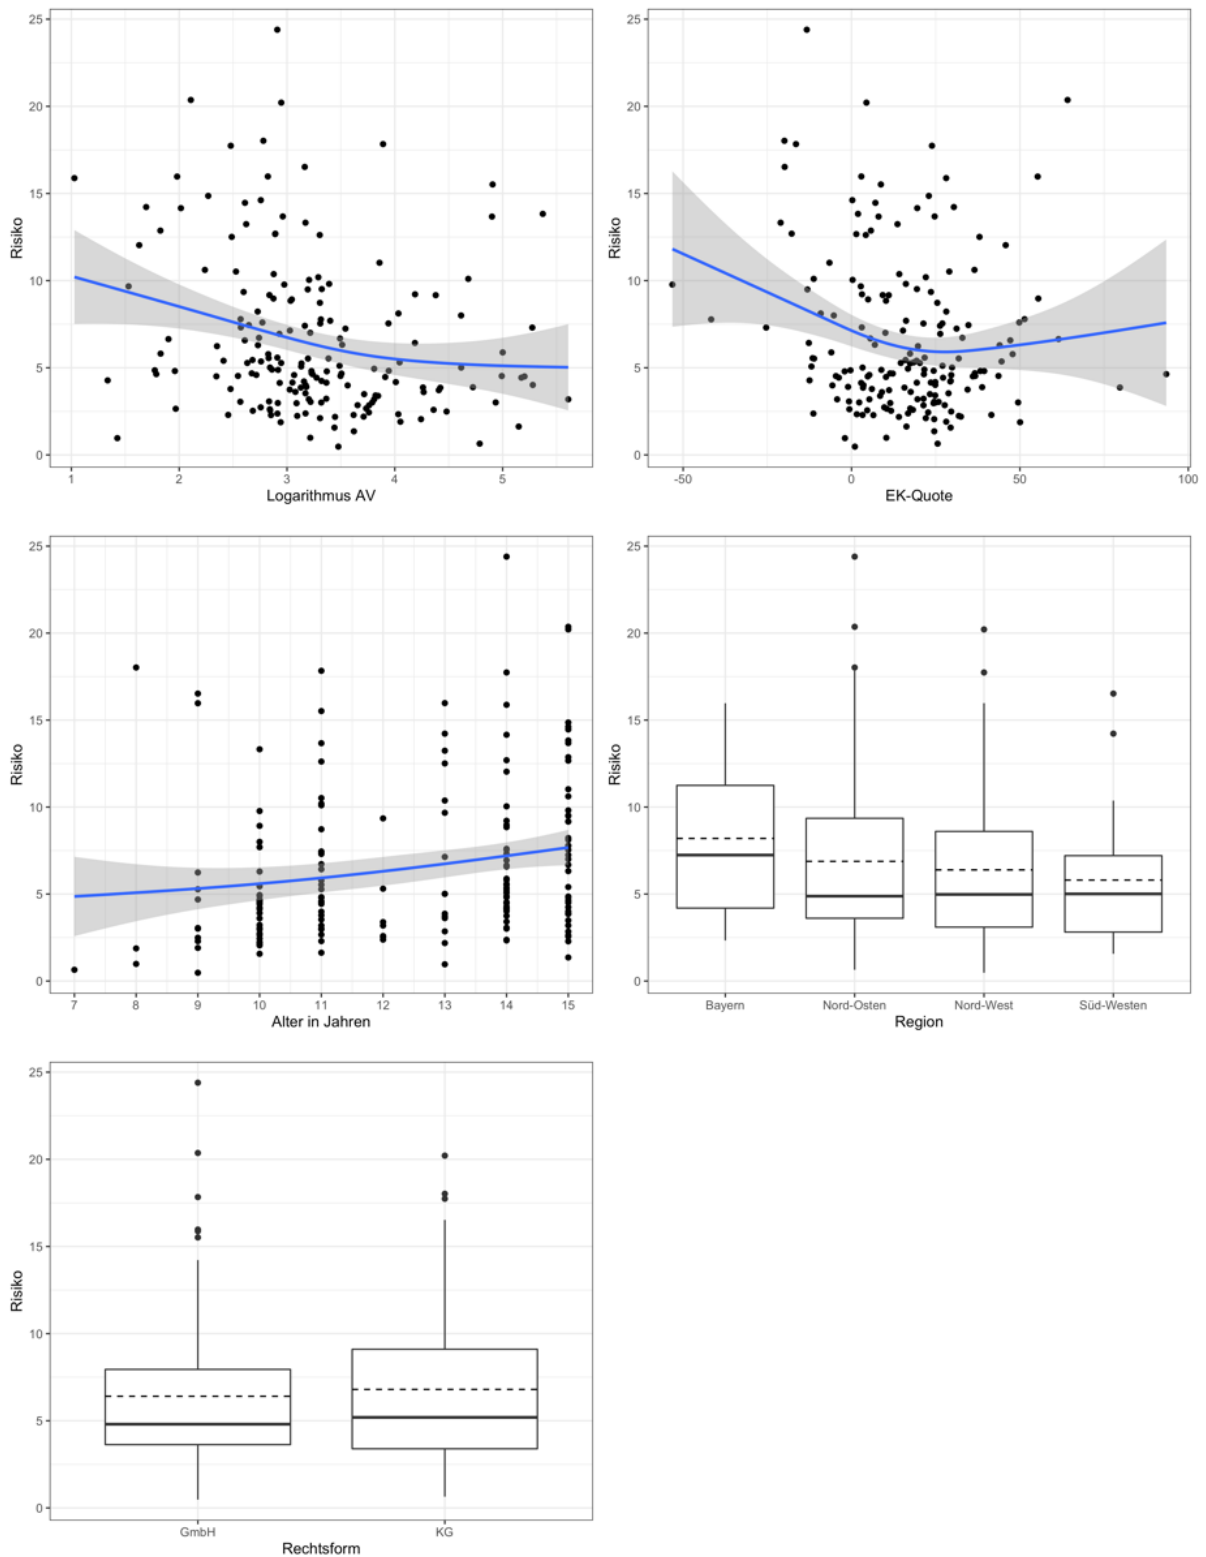 25
20
15
10
5
0
Risiko
1 2 3 4 5
Logarithmus AV
25
20
15
10
5
0
Risiko
-50 0 50 100
EK-Quote
25
20
15
10
5
0
Risiko
7 8 9 10 11 12 13 14 15
Alter in Jahren
25
20
15
10
5
0
Risiko
Bayern Nord-Osten Nord-West Süd-Westen
Region
25
20
15
10
5
0
Risiko
GmbH KG
Rechtsform